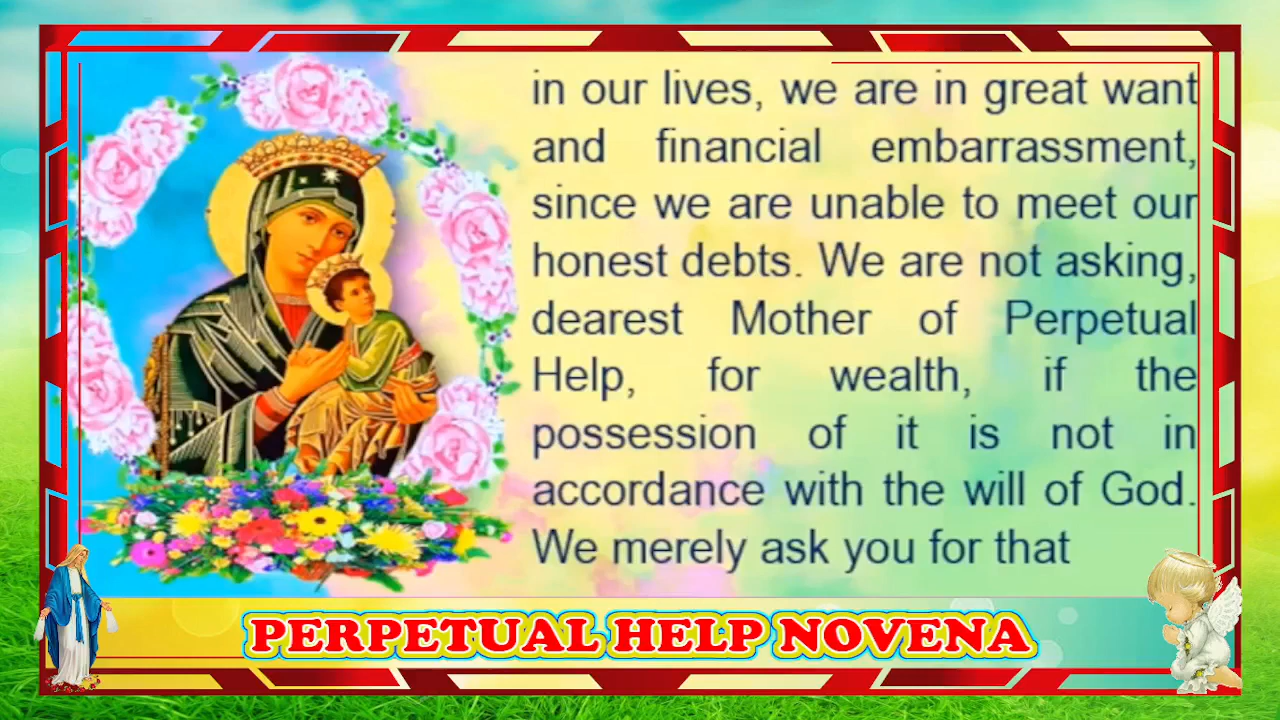 in our lives, we are in great want
and financial embarrassment,
since we are unable to meet our
honest debts. We are not asking,
dearest Mother of Perpetual
Help, for wealth, if the
possession of it is not in
accordance with the will of God.
We merely ask you for that
PERPETUAL HELP NOVENA